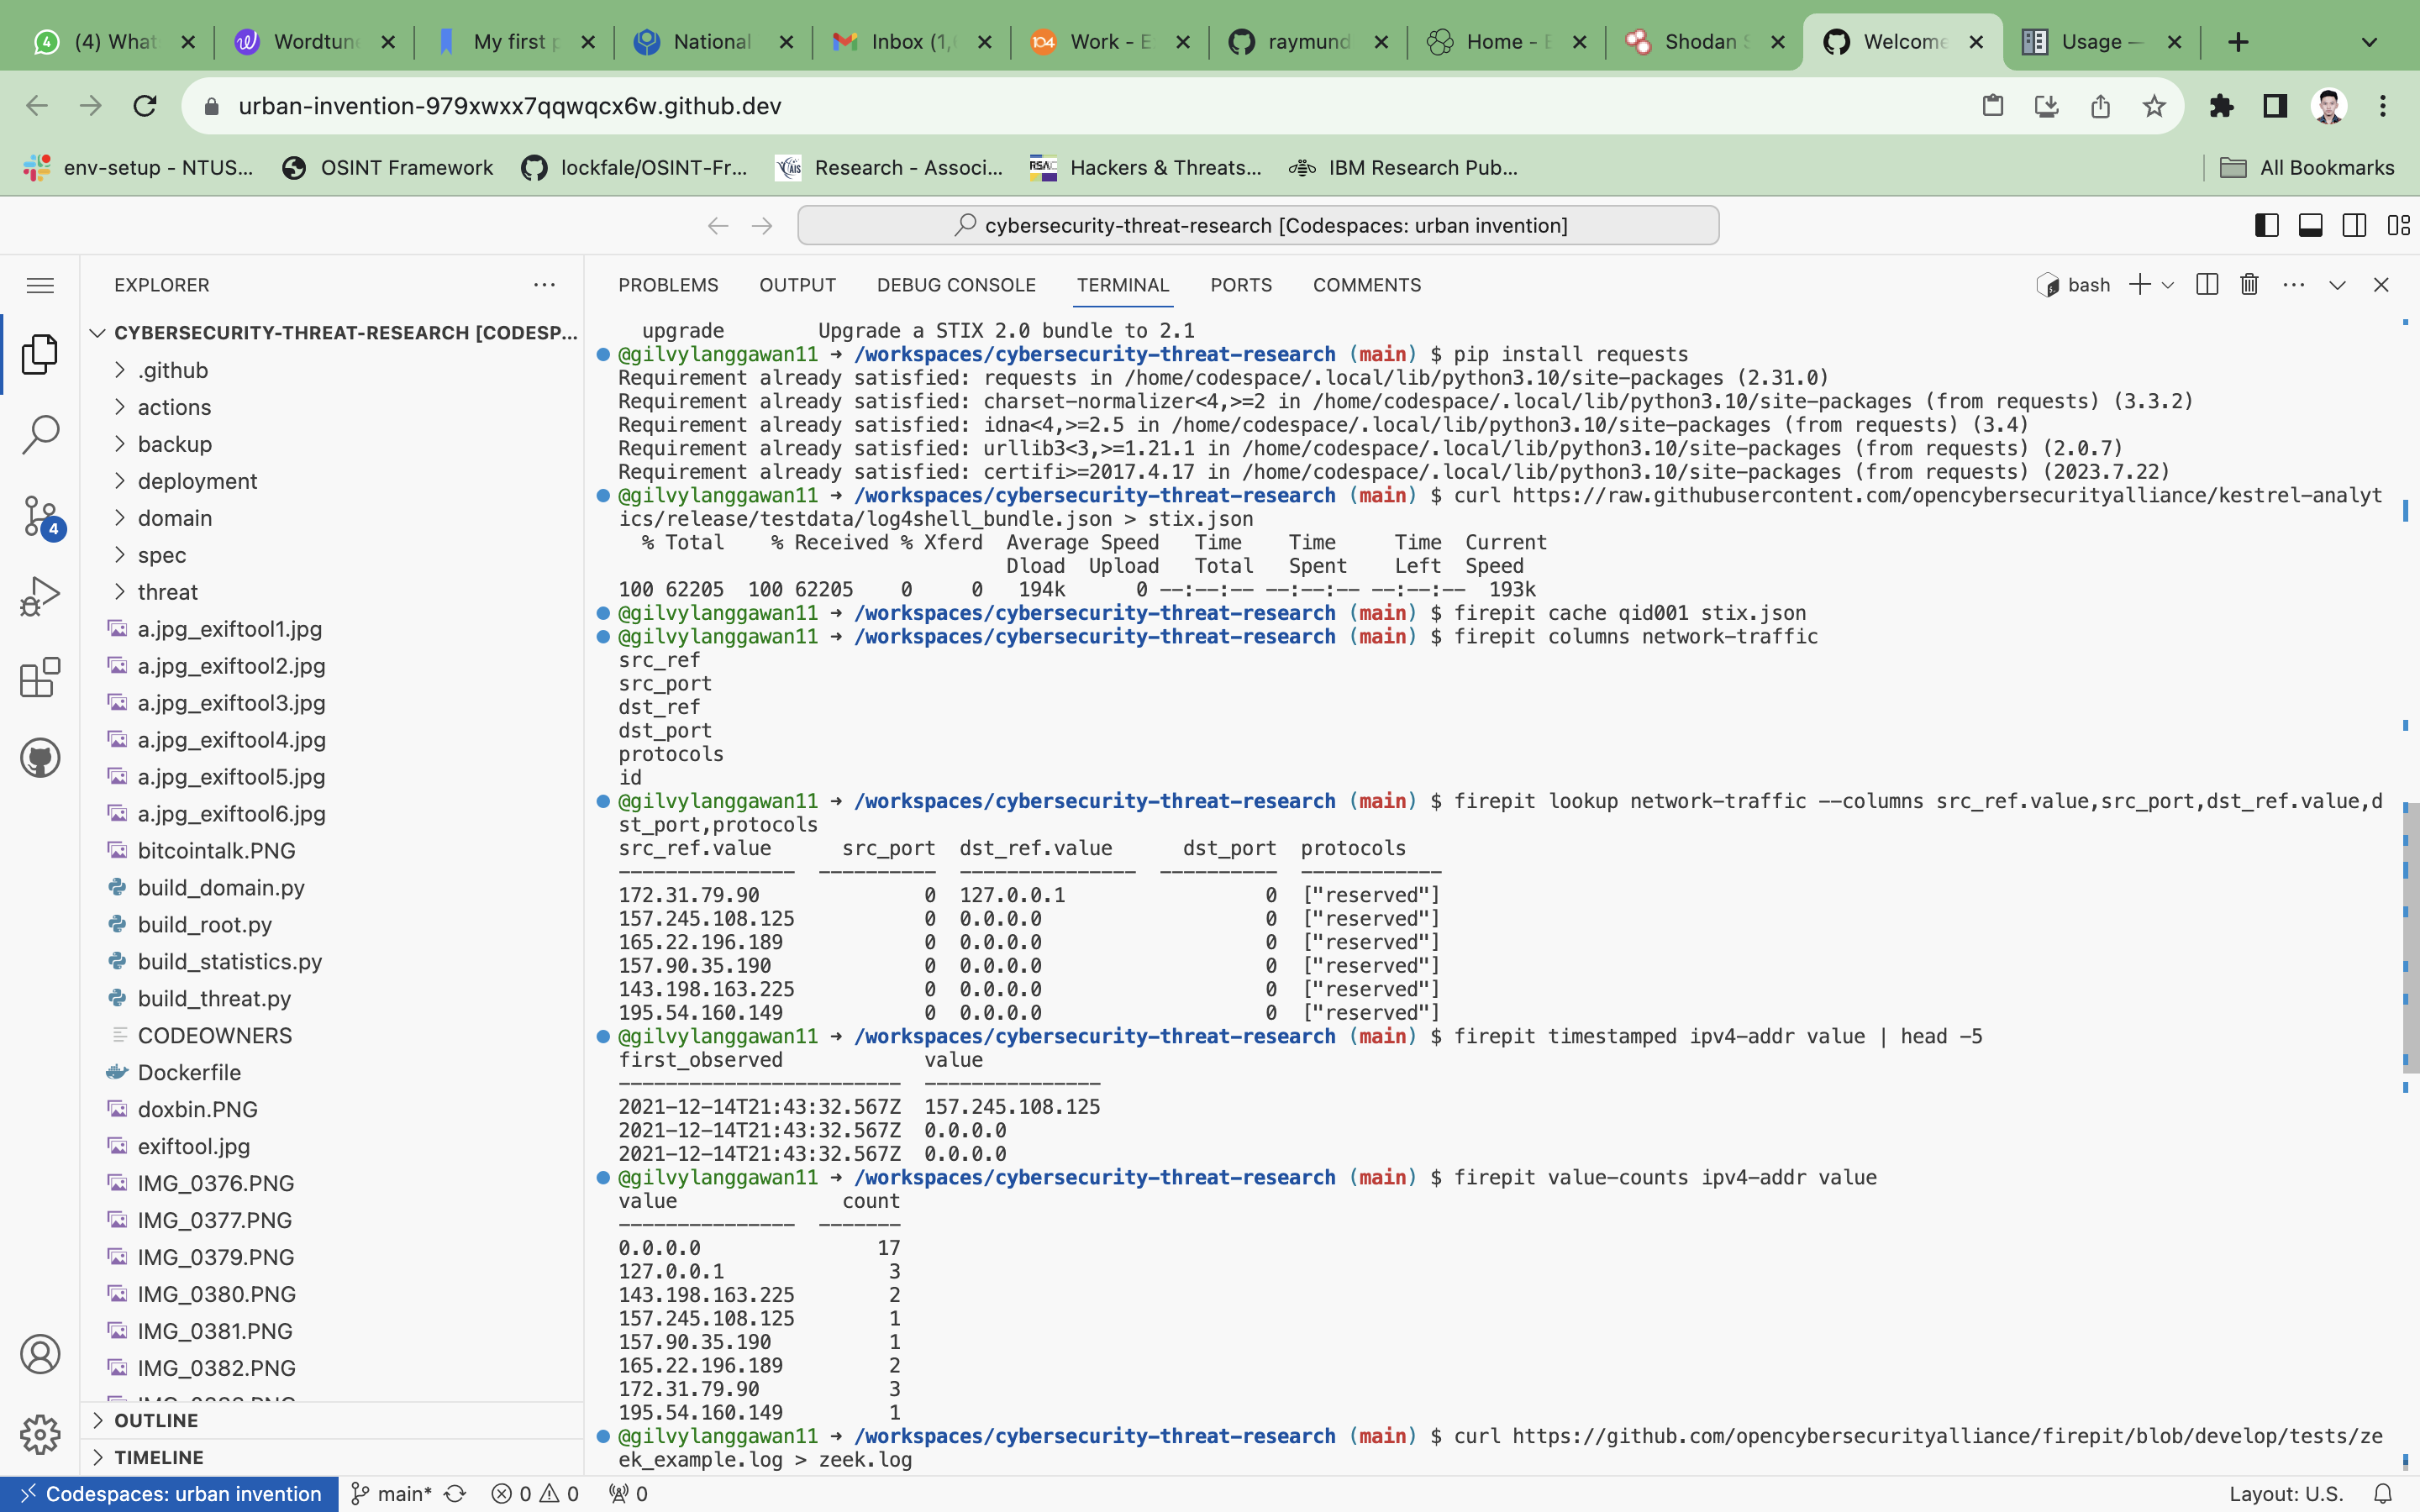 (4) What
Wordtun
My first p
National
Inbox (1,
Work - E
raymund
Home - E
Shodan S
Welcome
Usage —
urban-invention-979xwxx7qqwqcx6w.github.dev
env-setup - NTUS...
OSINT Framework
lockfale/OSINT-Fr...
Research - Associ...
Hackers & Threats...
IBM Research Pub...
All Bookmarks
cybersecurity-threat-research [Codespaces: urban invention]
EXPLORER
CYBERSECURITY-THREAT-RESEARCH [CODESP...
.github
actions
backup
deployment
domain
spec
threat
a.jpg_exiftool1.jpg
a.jpg_exiftool2.jpg
a.jpg_exiftool3.jpg
a.jpg_exiftool4.jpg
a.jpg_exiftool5.jpg
a.jpg_exiftool6.jpg
bitcointalk.PNG
build_domain.py
build_root.py
build_statistics.py
build_threat.py
CODEOWNERS
Dockerfile
doxbin.PNG
exiftool.jpg
IMG_0376.PNG
IMG_0377.PNG
IMG_0379.PNG
IMG_0380.PNG
IMG_0381.PNG
IMG_0382.PNG
OUTLINE
TIMELINE
4
PROBLEMS OUTPUT DEBUG CONSOLE TERMINAL PORTS COMMENTS
bash
upgrade Upgrade a STIX 2.0 bundle to 2.1
@gilvylanggawan11 → /workspaces/cybersecurity-threat-research (main) $ pip install requests
Requirement already satisfied: requests in /home/codespace/.local/lib/python3.10/site-packages (2.31.0)
Requirement already satisfied: charset-normalizer<4,>=2 in /home/codespace/.local/lib/python3.10/site-packages (from requests) (3.3.2)
Requirement already satisfied: idna<4,>=2.5 in /home/codespace/.local/lib/python3.10/site-packages (from requests) (3.4)
Requirement already satisfied: urllib3<3,>=1.21.1 in /home/codespace/.local/lib/python3.10/site-packages (from requests) (2.0.7)
Requirement already satisfied: certifi>=2017.4.17 in /home/codespace/.local/lib/python3.10/site-packages (from requests) (2023.7.22)
@gilvylanggawan11 → /workspaces/cybersecurity-threat-research (main) $ curl https://raw.githubusercontent.com/opencybersecurityalliance/kestrel-analyt
ics/release/testdata/log4shell_bundle.json > stix.json
% Total % Received % Xferd Average Speed Time Time Time Current
Dload Upload Total Spent Left Speed
100 62205 100 62205 0 0 194k 0 --:--:-- --:--:-- --:--:-- 193k
@gilvylanggawan11 → /workspaces/cybersecurity-threat-research (main) $ firepit cache qid001 stix.json
@gilvylanggawan11 → /workspaces/cybersecurity-threat-research (main) $ firepit columns network-traffic
src_ref
src_port
dst_ref
dst_port
protocols
id
@gilvylanggawan11 → /workspaces/cybersecurity-threat-research (main) $ firepit lookup network-traffic --columns src_ref.value,src_port,dst_ref.value,d
st_port,protocols
src_ref.value src_port dst_ref.value dst_port protocols
--------------- ---------- --------------- ---------- ------------
172.31.79.90 0 127.0.0.1 0 ["reserved"]
157.245.108.125 0 0.0.0.0 0 ["reserved"]
165.22.196.189 0 0.0.0.0 0 ["reserved"]
157.90.35.190 0 0.0.0.0 0 ["reserved"]
143.198.163.225 0 0.0.0.0 0 ["reserved"]
195.54.160.149 0 0.0.0.0 0 ["reserved"]
@gilvylanggawan11 → /workspaces/cybersecurity-threat-research (main) $ firepit timestamped ipv4-addr value | head -5
first_observed value
------------------------ ---------------
2021-12-14T21:43:32.567Z 157.245.108.125
2021-12-14T21:43:32.567Z 0.0.0.0
2021-12-14T21:43:32.567Z 0.0.0.0
@gilvylanggawan11 → /workspaces/cybersecurity-threat-research (main) $ firepit value-counts ipv4-addr value
value count
--------------- -------
0.0.0.0 17
127.0.0.1 3
143.198.163.225 2
157.245.108.125 1
157.90.35.190 1
165.22.196.189 2
172.31.79.90 3
195.54.160.149 1
@gilvylanggawan11 → /workspaces/cybersecurity-threat-research (main) $ curl https://github.com/opencybersecurityalliance/firepit/blob/develop/tests/ze
ek_example.log > zeek.log
Codespaces: urban invention main* 0 0 0 Layout: U.S.